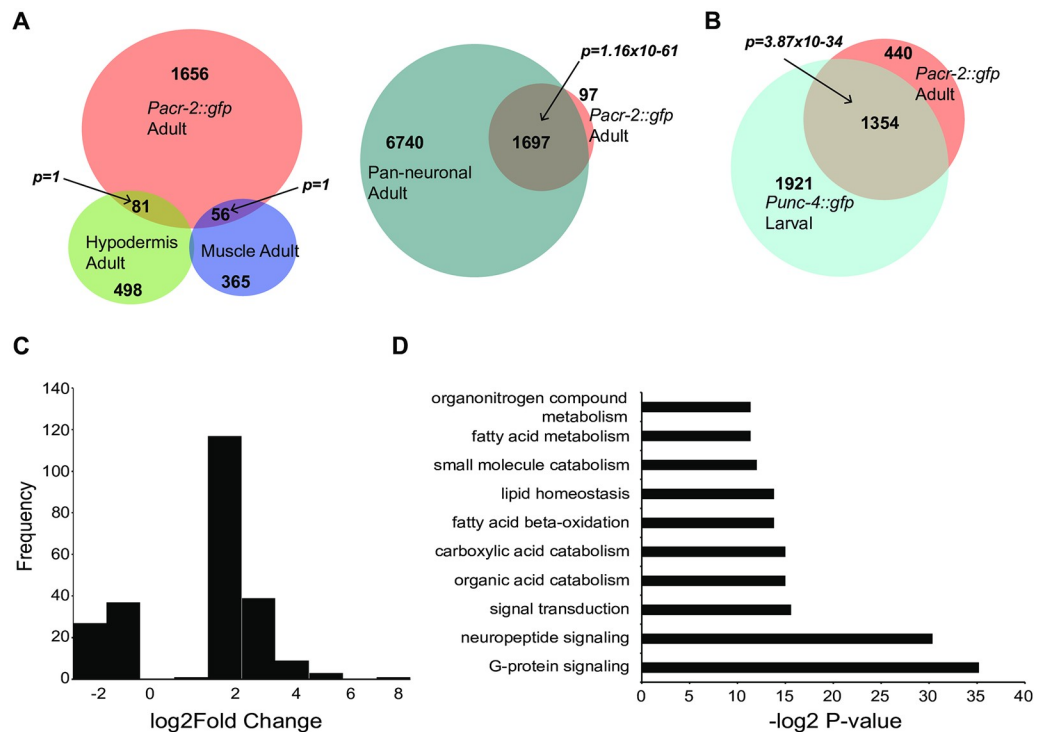 A
1656
Pacr-2::gfp
Adult
p=1
81
p=1
56
Hypodermis
Adult
498
Muscle Adult
365
p=1.16x10-61
97
Pacr-2::gfp
Adult
6740
Pan-neuronal
Adult
1697
B
p=3.87x10-34
440
Pacr-2::gfp
Adult
1354
1921
Punc-4::gfp
Larval
C
140
120
100
80
60
40
20
0
Frequency
-2 0 2 4 6 8
log2Fold Change
D
organonitrogen compound
metabolism
fatty acid metabolism
small molecule catabolism
lipid homeostasis
fatty acid beta-oxidation
carboxylic acid catabolism
organic acid catabolism
signal transduction
neuropeptide signaling
G-protein signaling
0 5 10 15 20 25 30 35 40
-log2 P-value